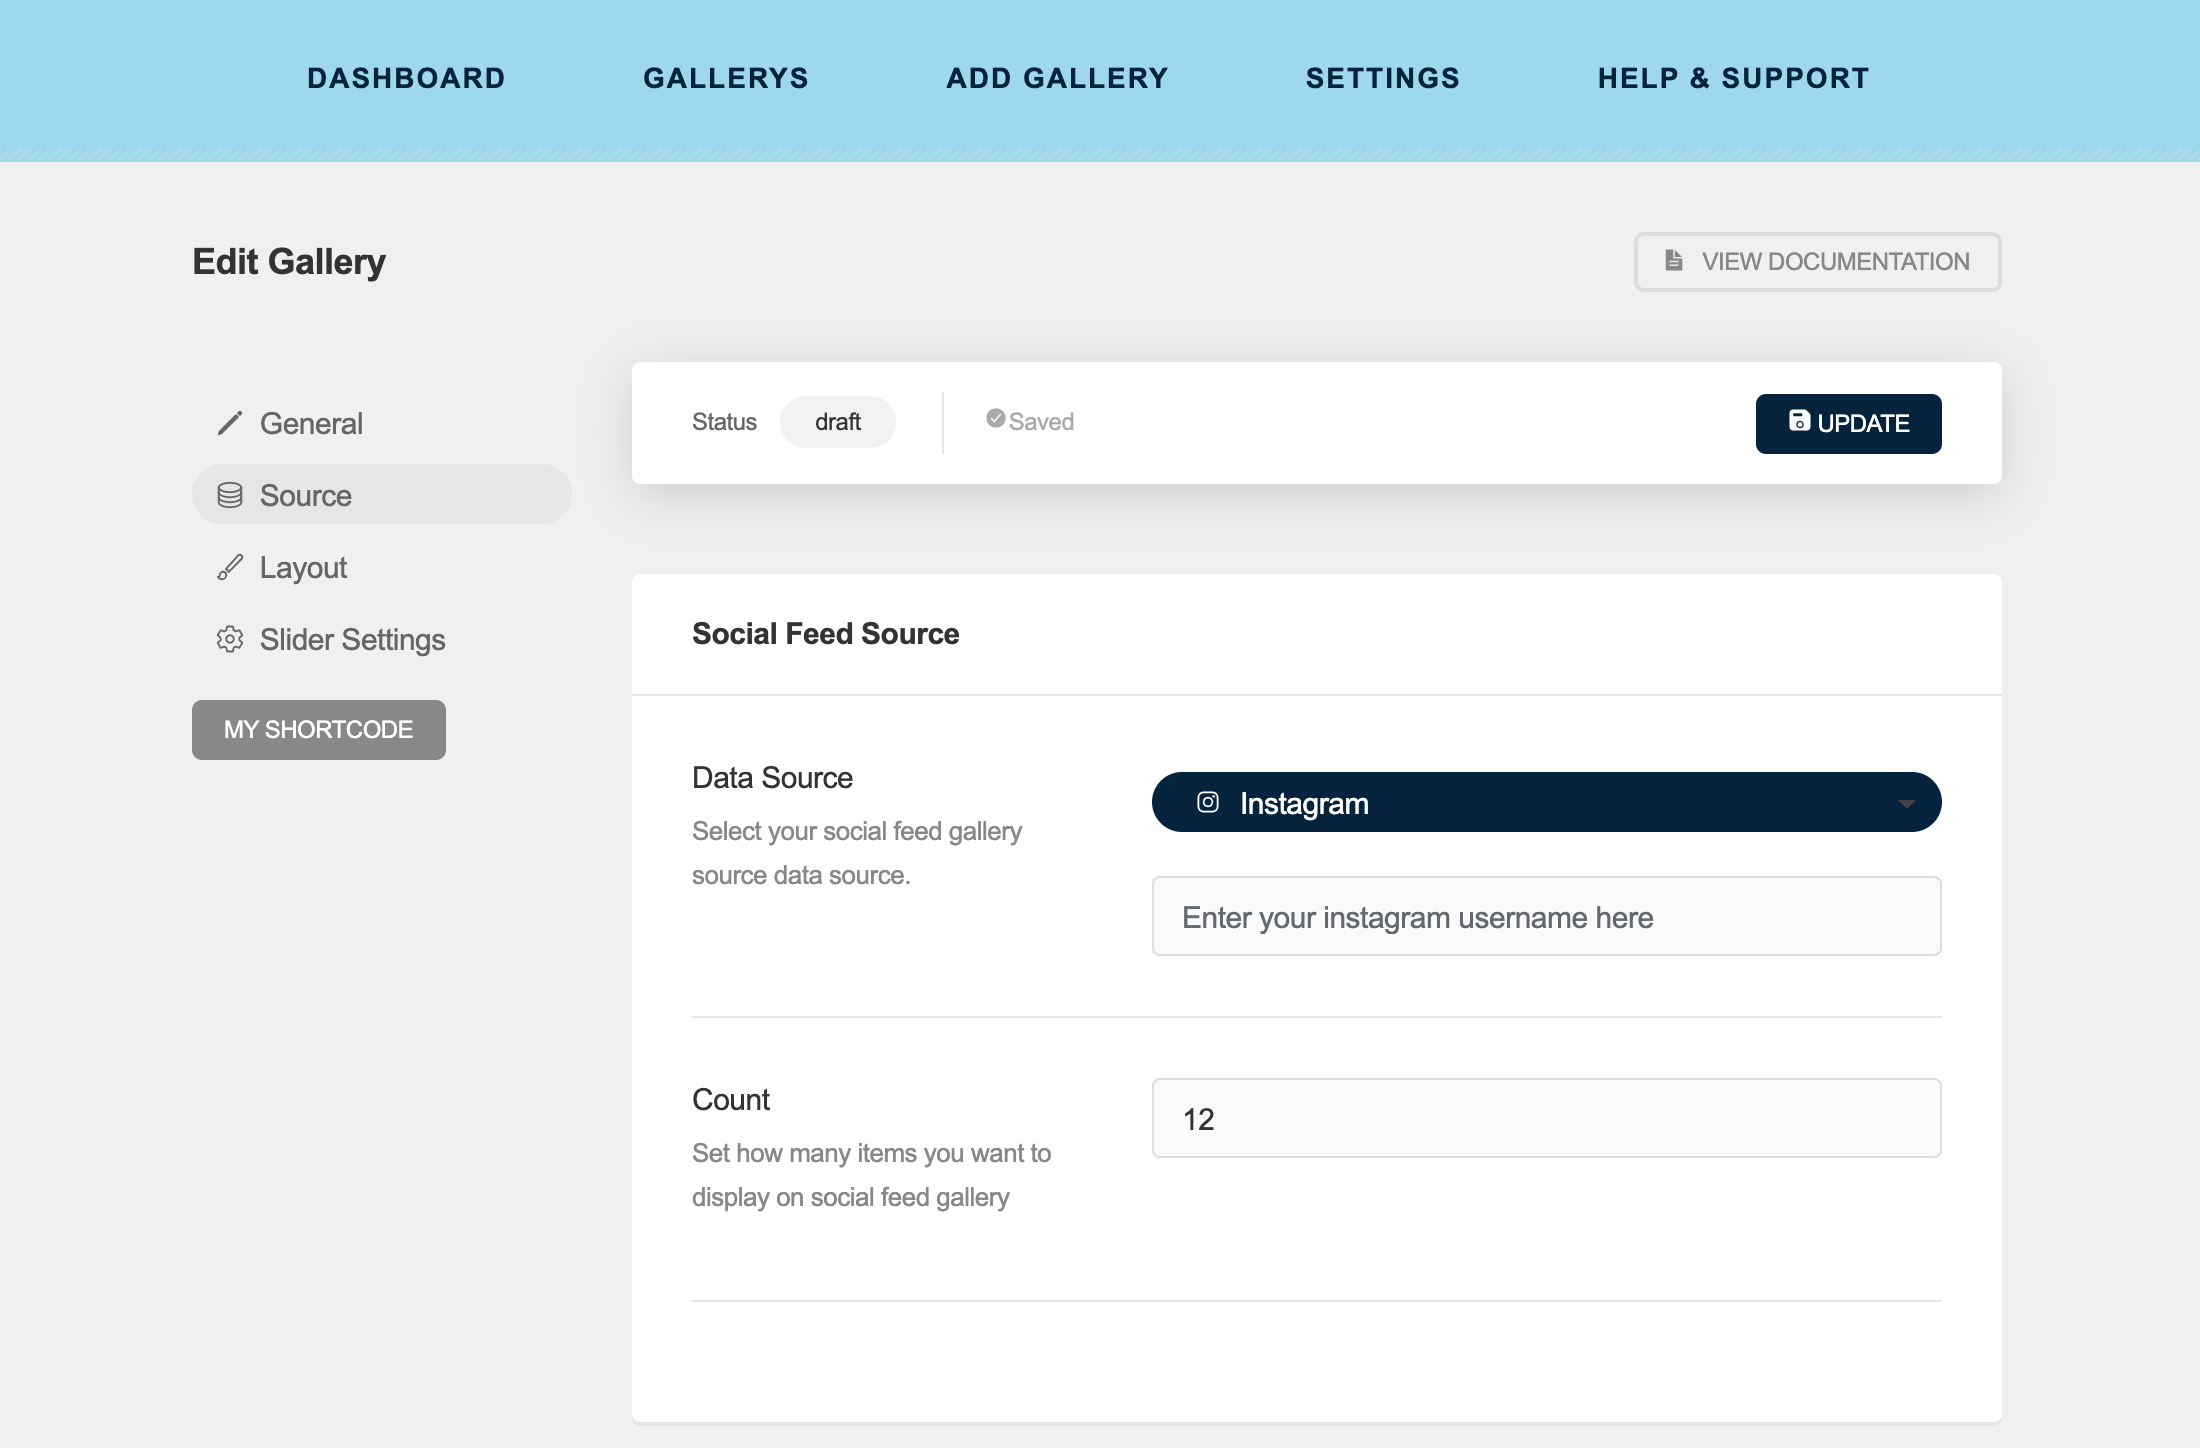 DASHBOARD GALLERYS ADD GALLERY SETTINGS HELP & SUPPORT
Edit Gallery
VIEW DOCUMENTATION
General
Source
Layout
Slider Settings
MY SHORTCODE
Status draft Saved UPDATE
Social Feed Source
Data Source
Select your social feed gallery
source data source.
Instagram
Enter your instagram username here
Count
Set how many items you want to
display on social feed gallery
12